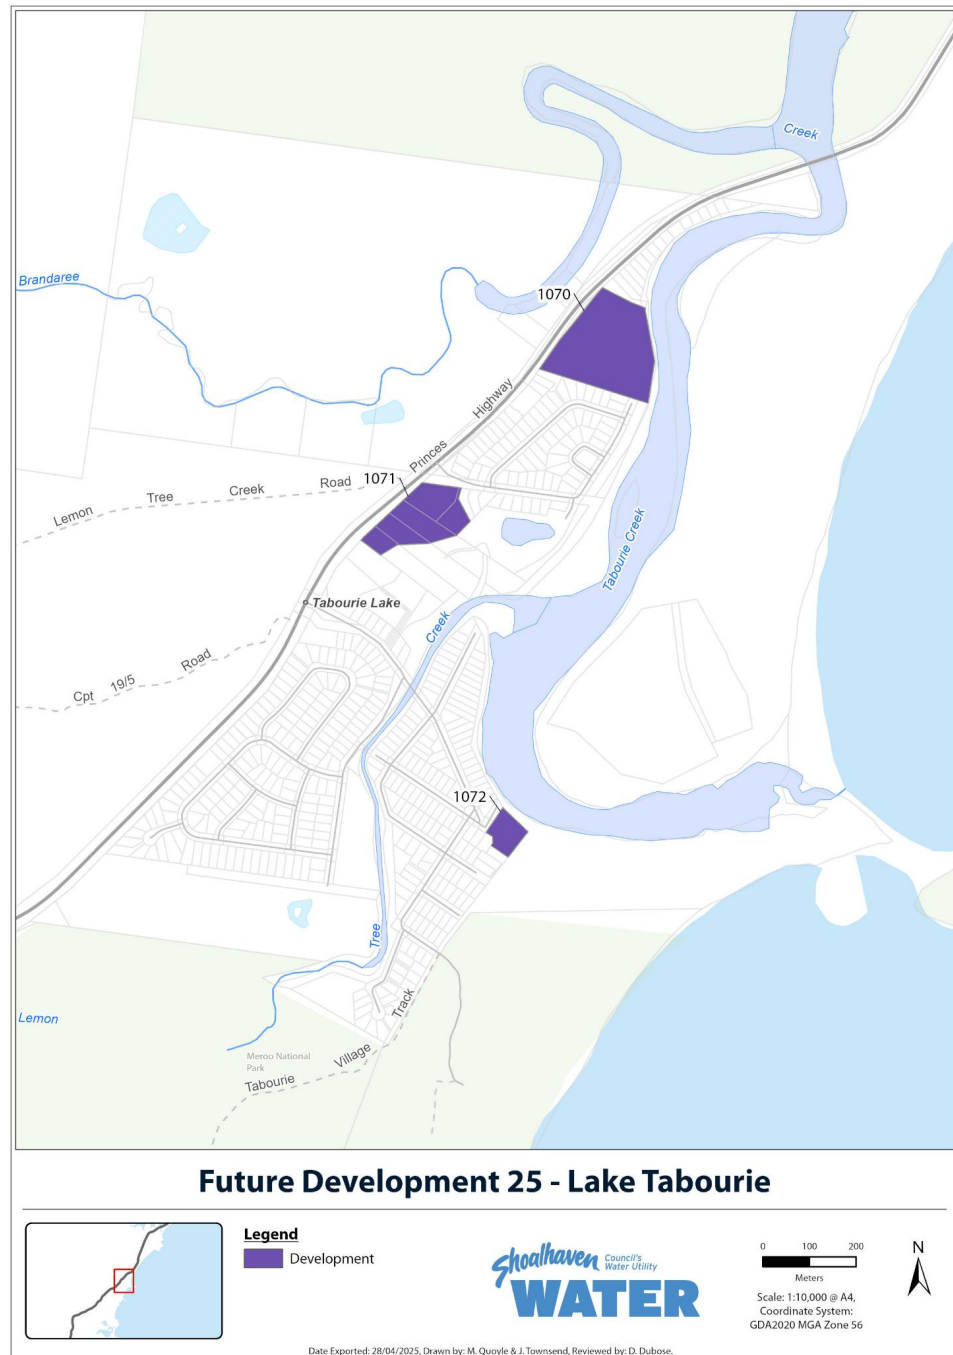 Creek
Brandaree
1070
Princes Highway
1071
Lemon Tree Creek Road
Tabourie Creek
Tabourie Lake
Creek
Cpt 19/5 Road
1072
Tree
Lemon
Track
Meroo National
Park
Tabourie Village
Future Development 25 - Lake Tabourie
Legend
Development
Shoalhaven Council's
Water Utility
WATER
0 100 200
Meters
Scale: 1:10,000 @ A4,
Coordinate System:
GDA2020 MGA Zone 56
N
Date Exported: 28/04/2025, Drawn by: M. Quoyle & J. Townsend, Reviewed by: D. Dubose.